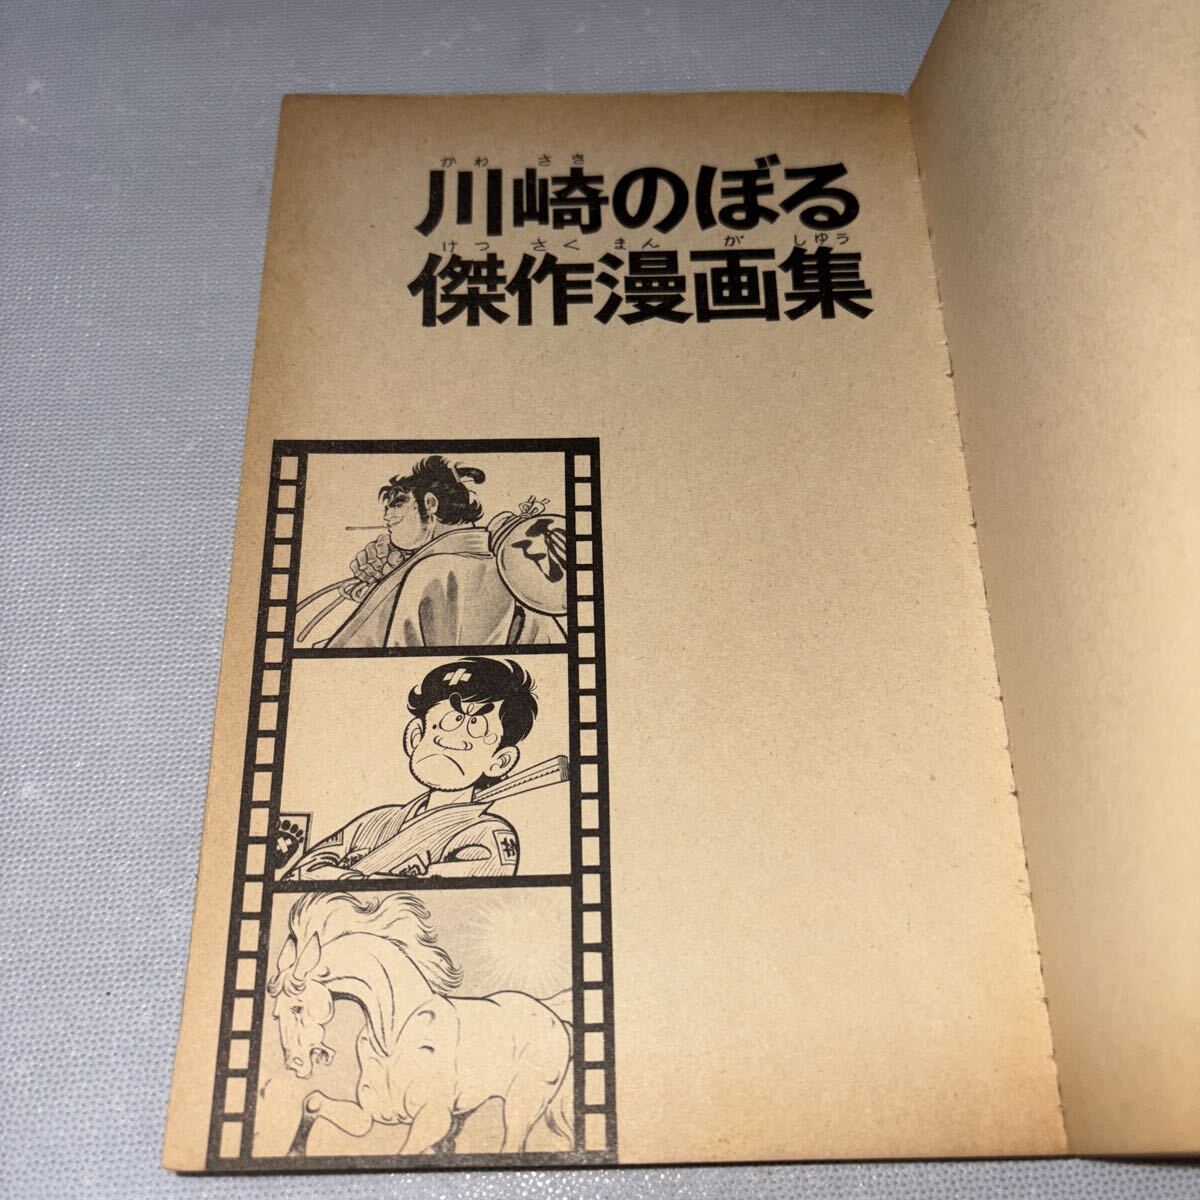 かわさき
川崎のぼる
けっさくまんがしゆう
傑作漫画集